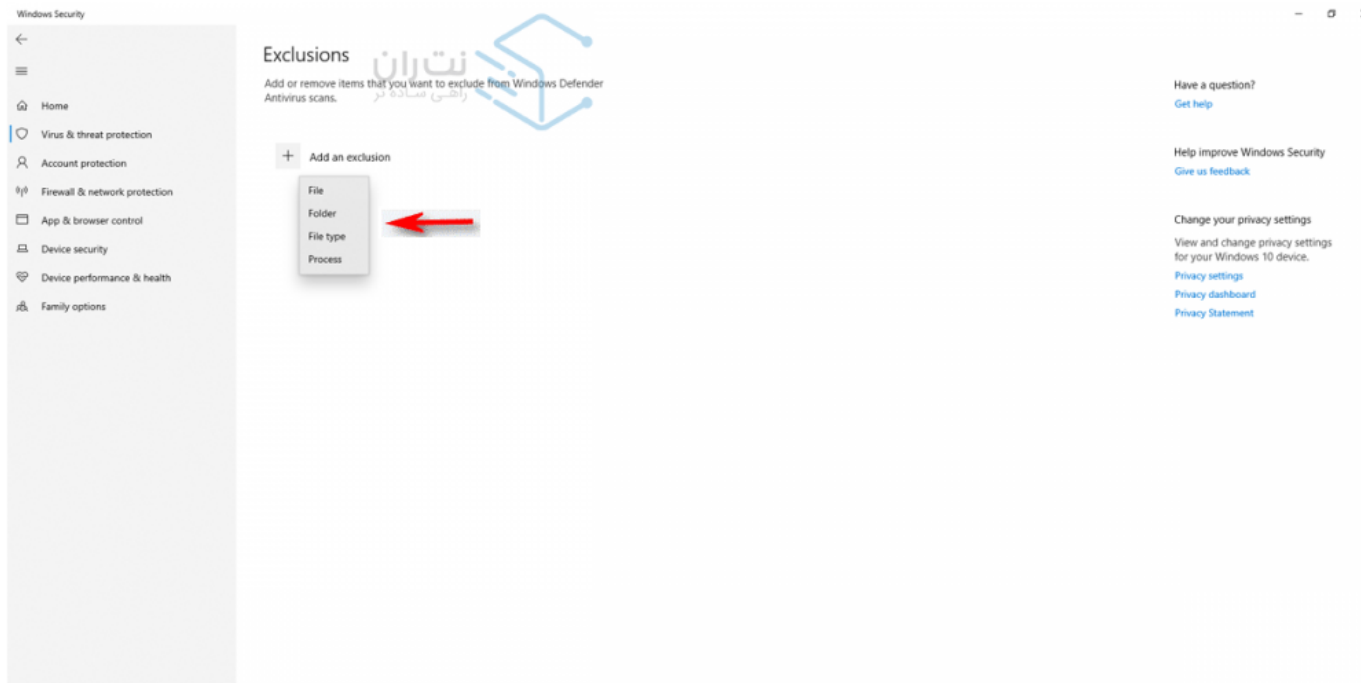 Windows Security
Home
Virus & threat protection
Account protection
Firewall & network protection
App & browser control
Device security
Device performance & health
Family options
Exclusions
نت ران
راهی ساده تر
Add or remove items that you want to exclude from Windows Defender
Antivirus scans.
Add an exclusion
File
Folder
File type
Process
Have a question?
Get help
Help improve Windows Security
Give us feedback
Change your privacy settings
View and change privacy settings
for your Windows 10 device.
Privacy settings
Privacy dashboard
Privacy Statement